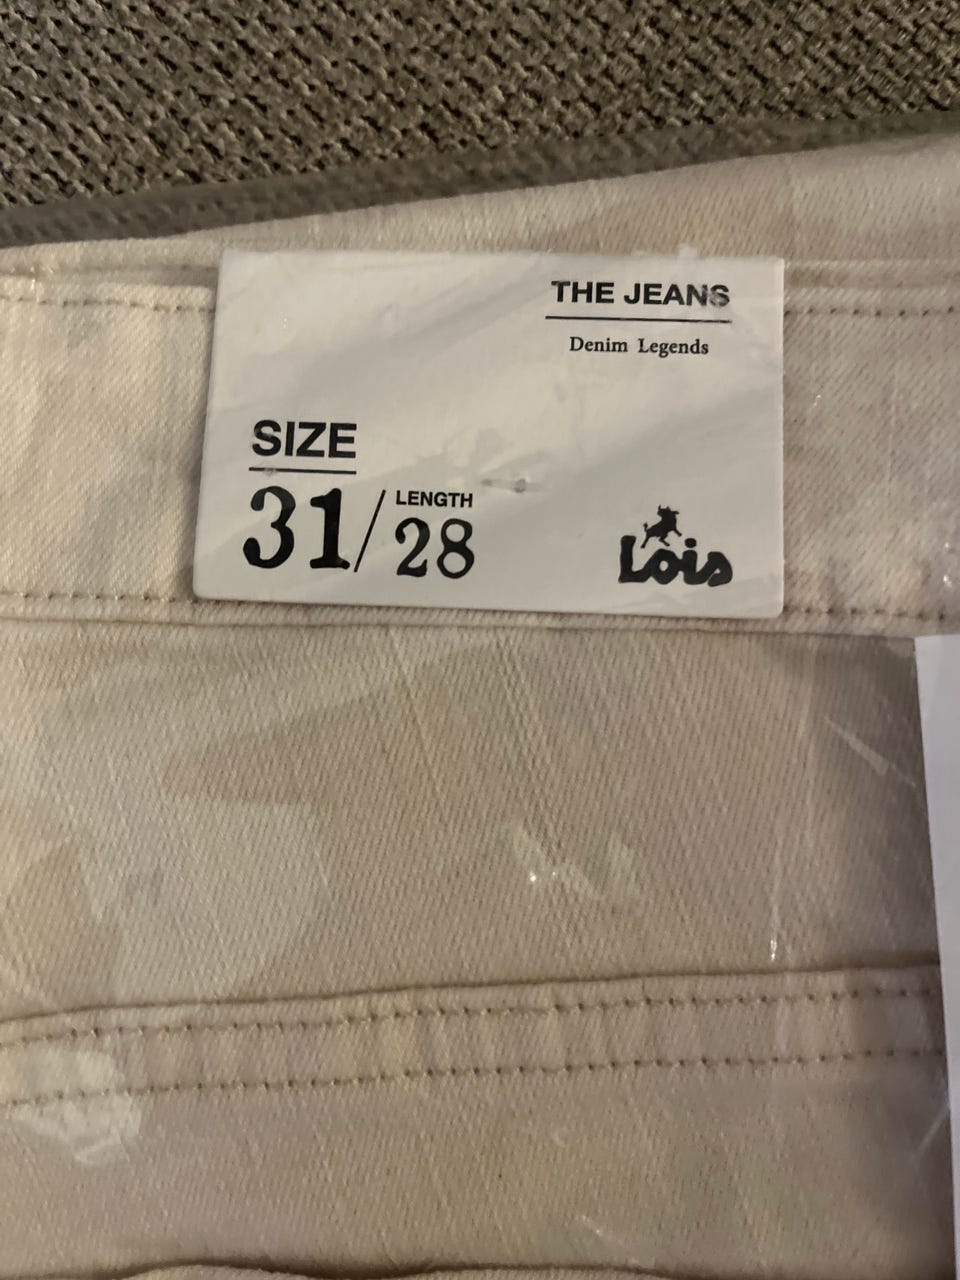 THE JEANS
Denim Legends
SIZE
31/ LENGTH
28
Lois